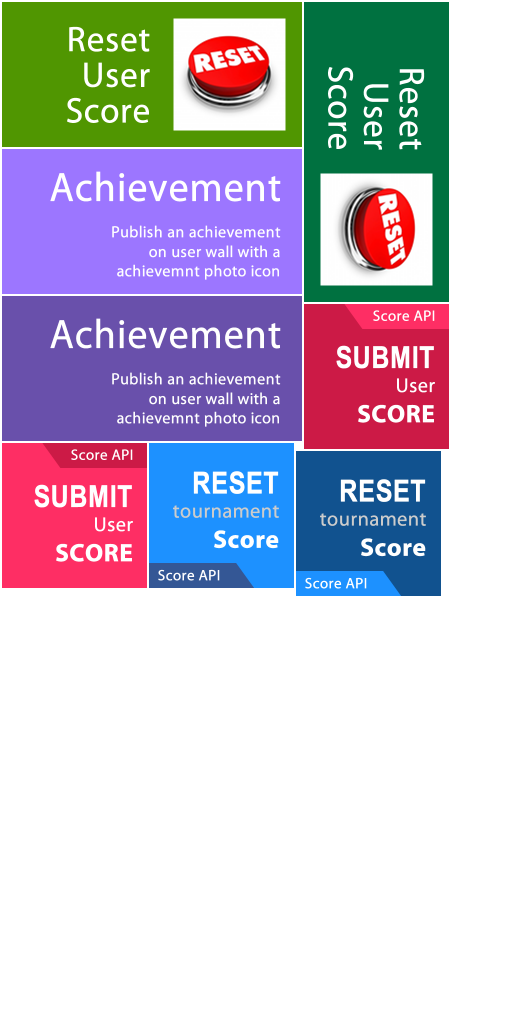 Reset
User
Score
RESET
Reset
User
Score
RESET
Achievement
Publish an achievement
on user wall with a
achievemnt photo icon
Achievement
Publish an achievement
on user wall with a
achievemnt photo icon
Score API
SUBMIT
User
SCORE
Score API
SUBMIT
User
SCORE
RESET
tournament
Score
Score API
RESET
tournament
Score
Score API